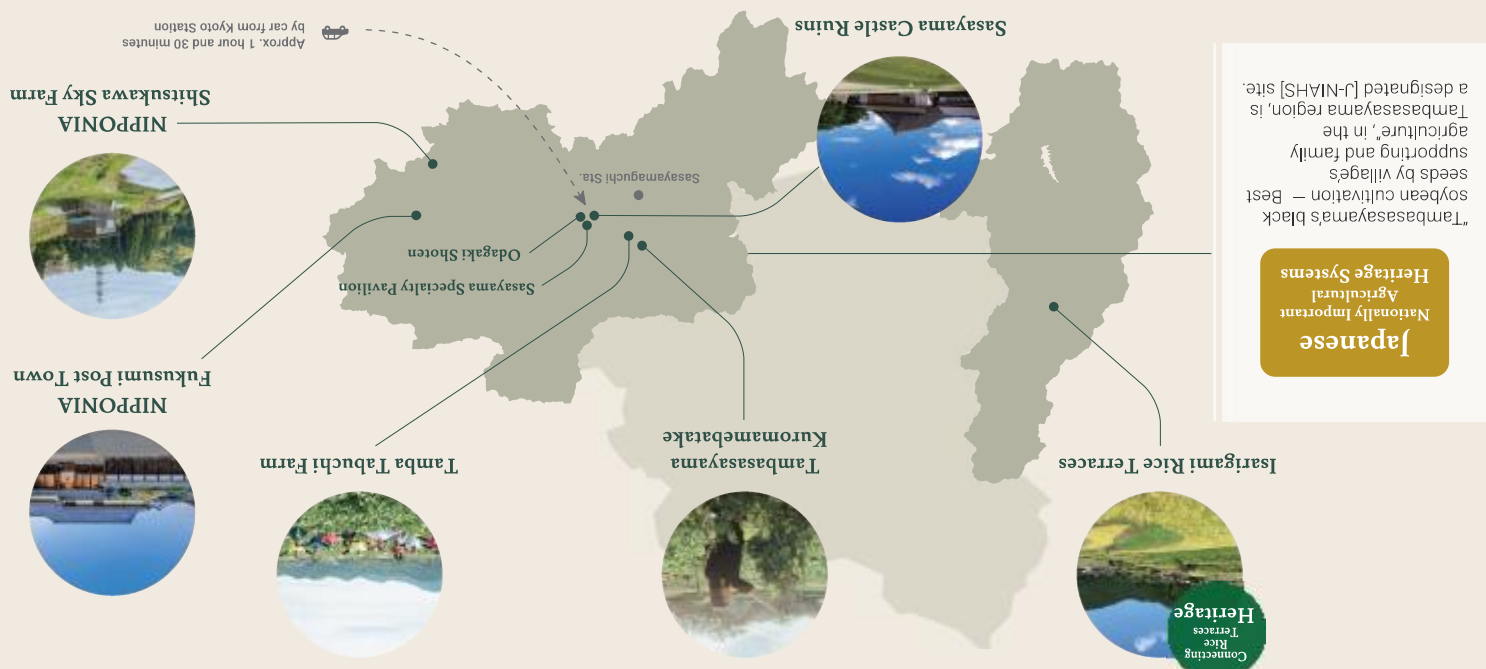 Connecting
Rice
Terraces
Heritage
Isarigami Rice Terraces
Tambasasayama
Kuromamebatake
Tamba Tabuchi Farm
NIPPONIA
Fukusumi Post Town
Japanese
Nationally Important
Agricultural
Heritage Systems
"Tambasasayama's black
soybean cultivation — Best
seeds by village's
supporting and family
agriculture", in the
Tambasasayama region, is
a designated [J-NIAHS] site.
Sasayama Specialty Pavilion
Odagaki Shoten
Sasayamaguchi Sta.
NIPPONIA
Shitsukawa Sky Farm
Sasayama Castle Ruins
Approx. 1 hour and 30 minutes
by car from Kyoto Station